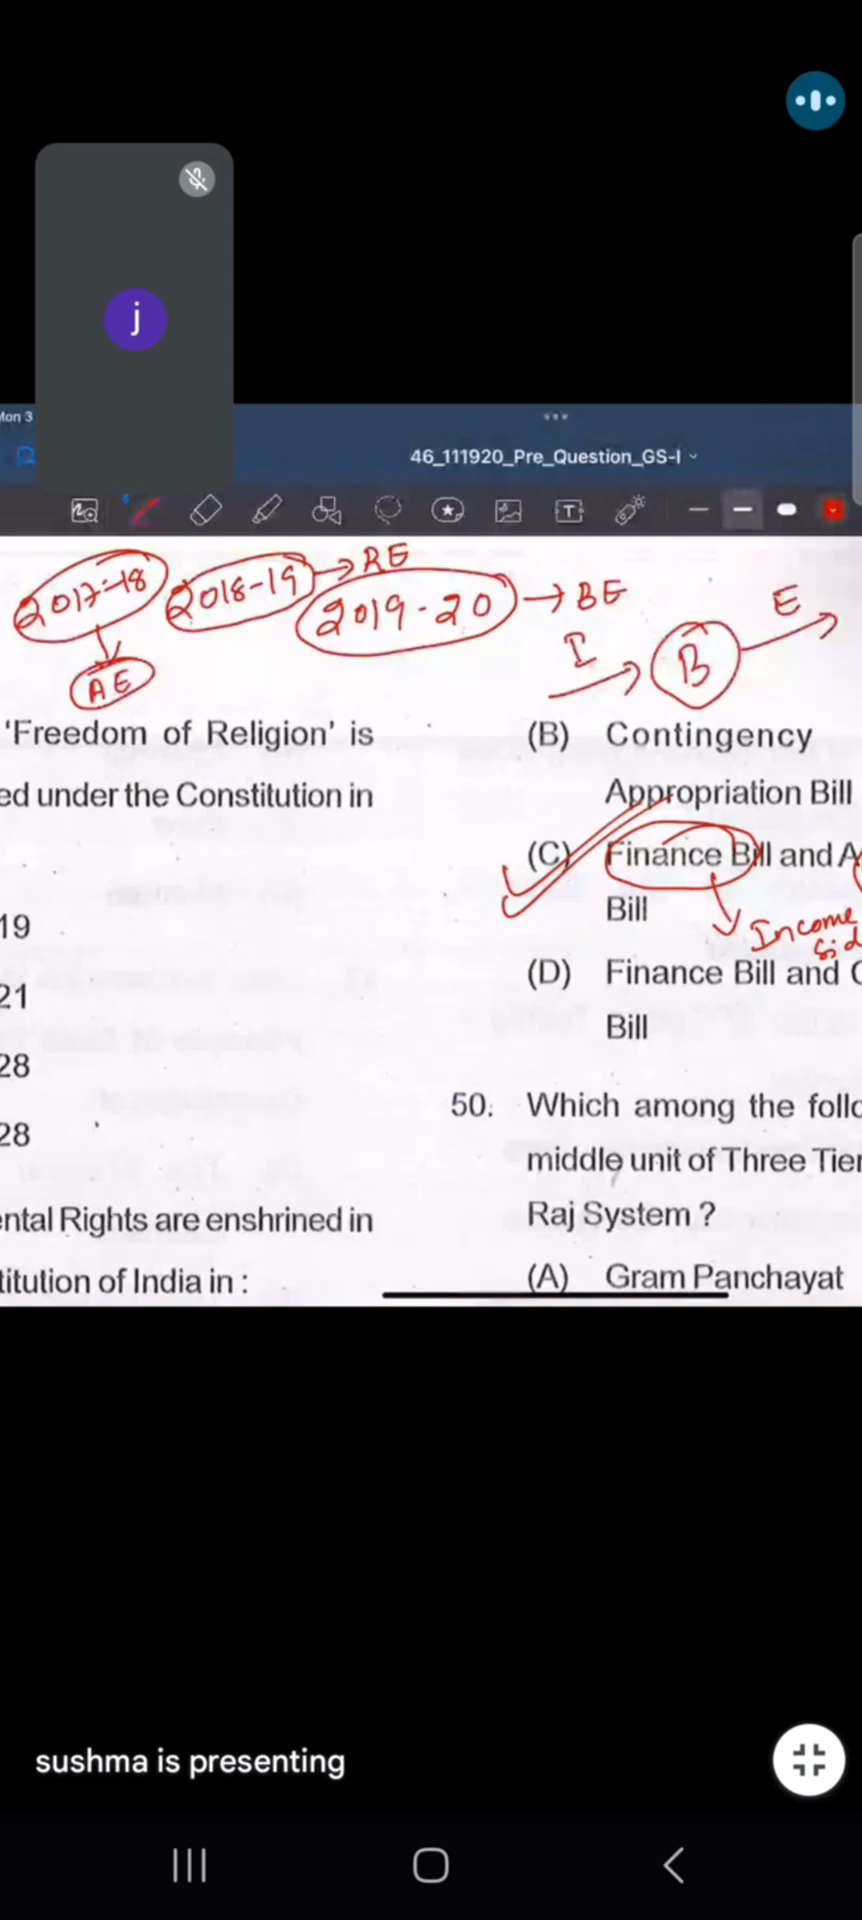 j
Mon 3
46_111920_Pre_Question_GS-I
2017-18 2018-19 → RE
2019-20 → BE
AE
I → B → E
'Freedom of Religion' is
ed under the Constitution in
19
21
28
28
ntal Rights are enshrined in
titution of India in :
(B) Contingency
Appropriation Bill
(C) Finance Bill and A
Bill
Income
sid
(D) Finance Bill and C
Bill
50. Which among the follo
middle unit of Three Tier
Raj System ?
(A) Gram Panchayat
sushma is presenting